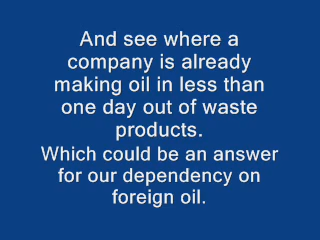 And see where a
company is already
making oil in less than
one day out of waste
products.
Which could be an answer
for our dependency on
foreign oil.